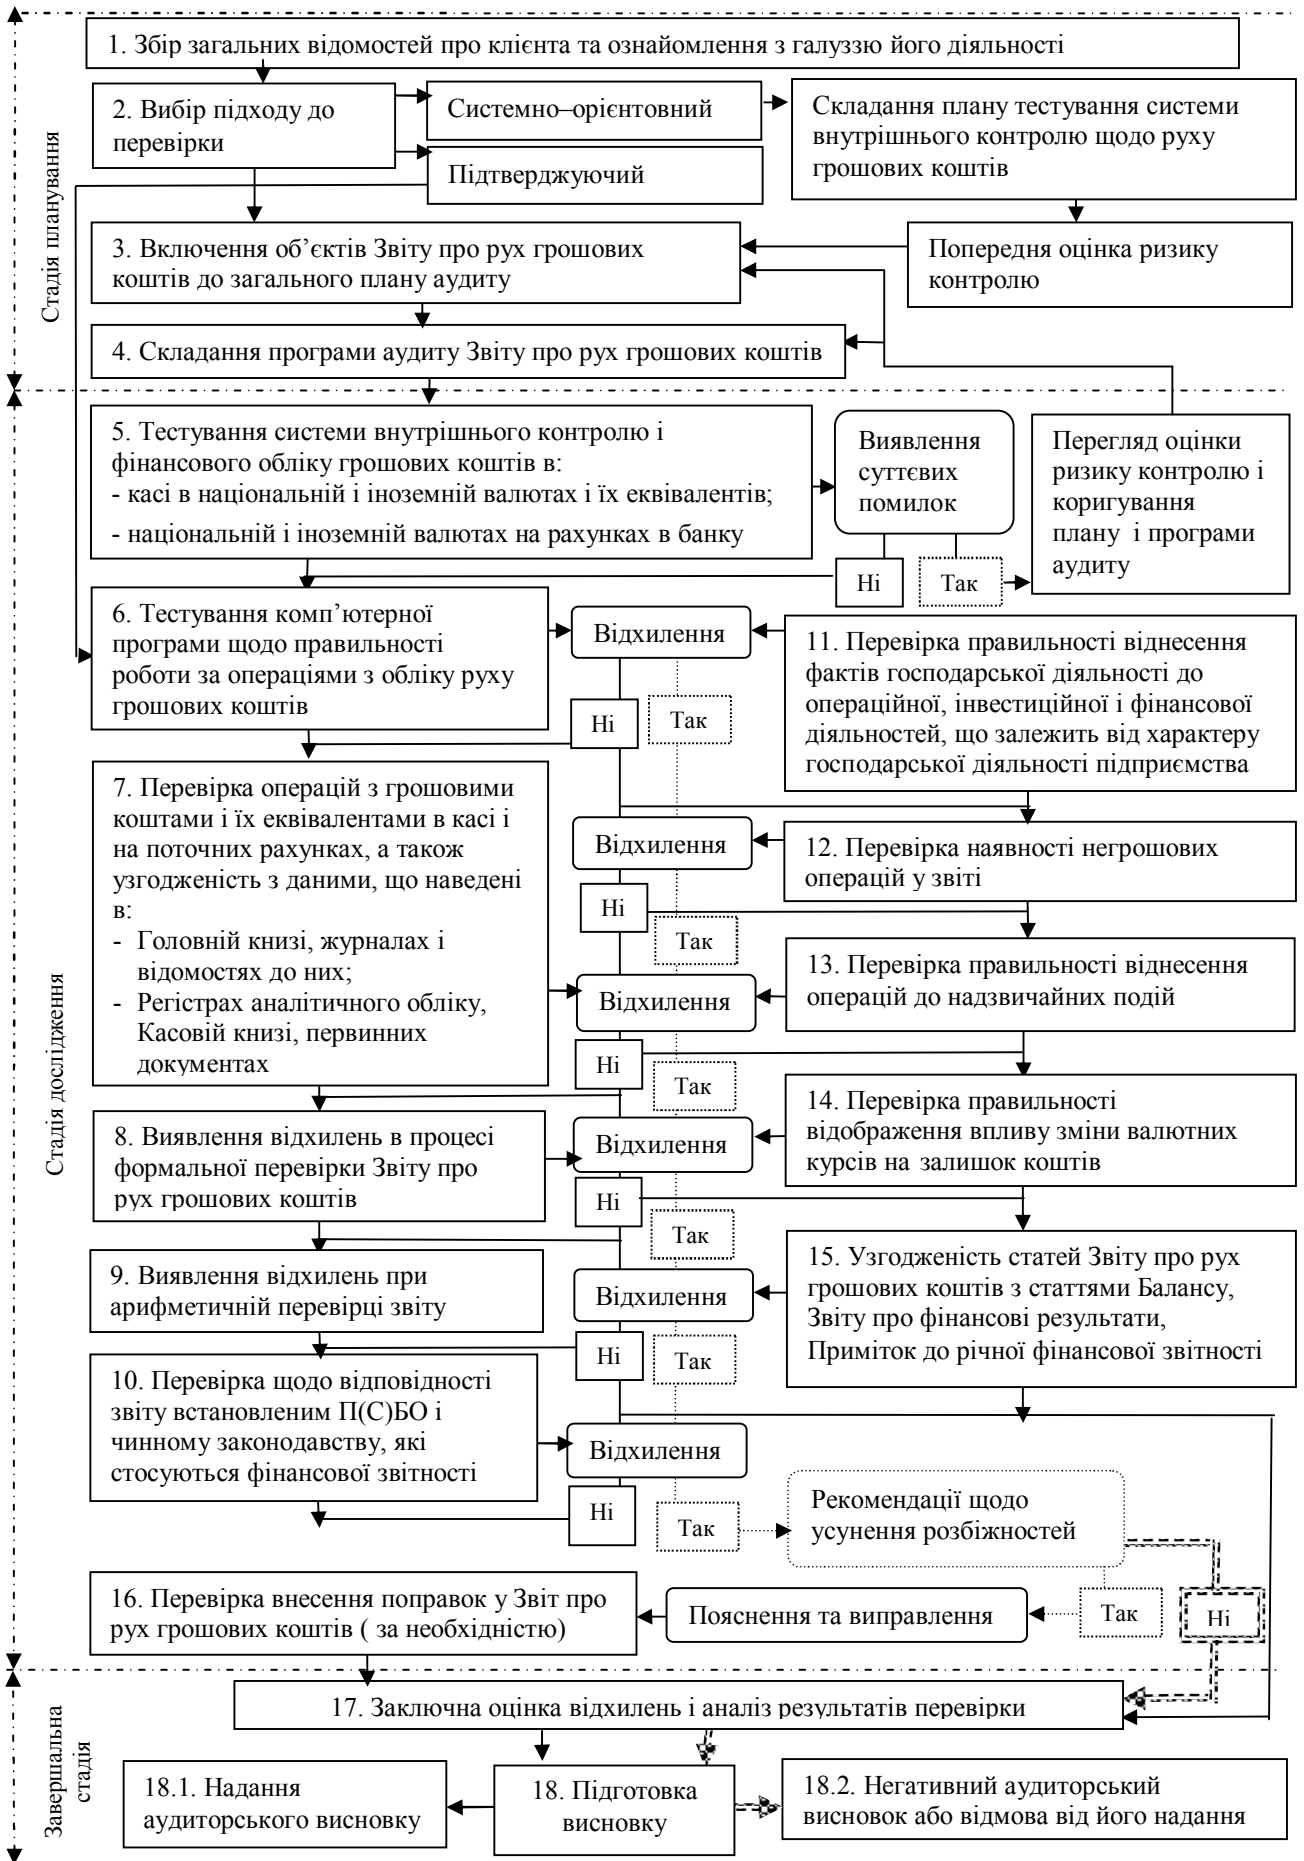 1. Збір загальних відомостей про клієнта та ознайомлення з галуззю його діяльності
2. Вибір підходу до
перевірки
Системно–орієнтовний
Підтверджуючий
Складання плану тестування системи
внутрішнього контролю щодо руху
грошових коштів
Стадія планування
3. Включення об’єктів Звіту про рух грошових
коштів до загального плану аудиту
Попередня оцінка ризику
контролю
4. Складання програми аудиту Звіту про рух грошових коштів
5. Тестування системи внутрішнього контролю і
фінансового обліку грошових коштів в:
- касі в національній і іноземній валютах і їх еквівалентів;
- національній і іноземній валютах на рахунках в банку
Виявлення
суттєвих
помилок
Перегляд оцінки
ризику контролю і
коригування
плану і програми
аудиту
Ні
Так
6. Тестування комп’ютерної
програми щодо правильності
роботи за операціями з обліку руху
грошових коштів
Відхилення
Ні
Так
11. Перевірка правильності віднесення
фактів господарської діяльності до
операційної, інвестиційної і фінансової
діяльностей, що залежить від характеру
господарської діяльності підприємства
7. Перевірка операцій з грошовими
коштами і їх еквівалентами в касі і
на поточних рахунках, а також
узгодженість з даними, що наведені
в:
- Головній книзі, журналах і
відомостях до них;
- Регістрах аналітичного обліку,
Касовій книзі, первинних
документах
Відхилення
Ні
Так
12. Перевірка наявності негрошових
операцій у звіті
Відхилення
Ні
Так
13. Перевірка правильності віднесення
операцій до надзвичайних подій
Стадія дослідження
8. Виявлення відхилень в процесі
формальної перевірки Звіту про
рух грошових коштів
Відхилення
Ні
Так
14. Перевірка правильності
відображення впливу зміни валютних
курсів на залишок коштів
9. Виявлення відхилень при
арифметичній перевірці звіту
Відхилення
Ні
Так
15. Узгодженість статей Звіту про рух
грошових коштів з статтями Балансу,
Звіту про фінансові результати,
Приміток до річної фінансової звітності
10. Перевірка щодо відповідності
звіту встановленим П(С)БО і
чинному законодавству, які
стосуються фінансової звітності
Відхилення
Ні
Так
Рекомендації щодо
усунення розбіжностей
16. Перевірка внесення поправок у Звіт про
рух грошових коштів ( за необхідністю)
Пояснення та виправлення
Так
Ні
17. Заключна оцінка відхилень і аналіз результатів перевірки
Завершальна
стадія
18.1. Надання
аудиторського висновку
18. Підготовка
висновку
18.2. Негативний аудиторський
висновок або відмова від його надання